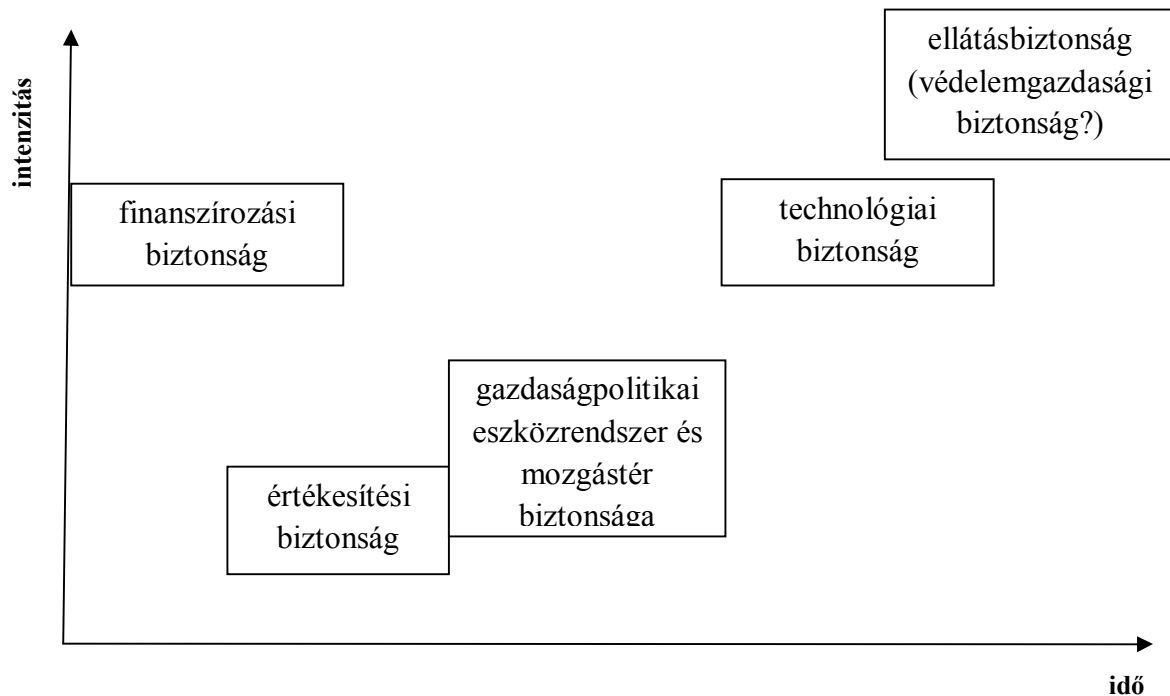 intenzitás
ellátásbiztonság
(védelemgazdasági
biztonság?)
finanszírozási
biztonság
technológiai
biztonság
gazdaságpolitikai
eszközrendszer és
mozgástér
biztonsága
értékesítési
biztonság
idő